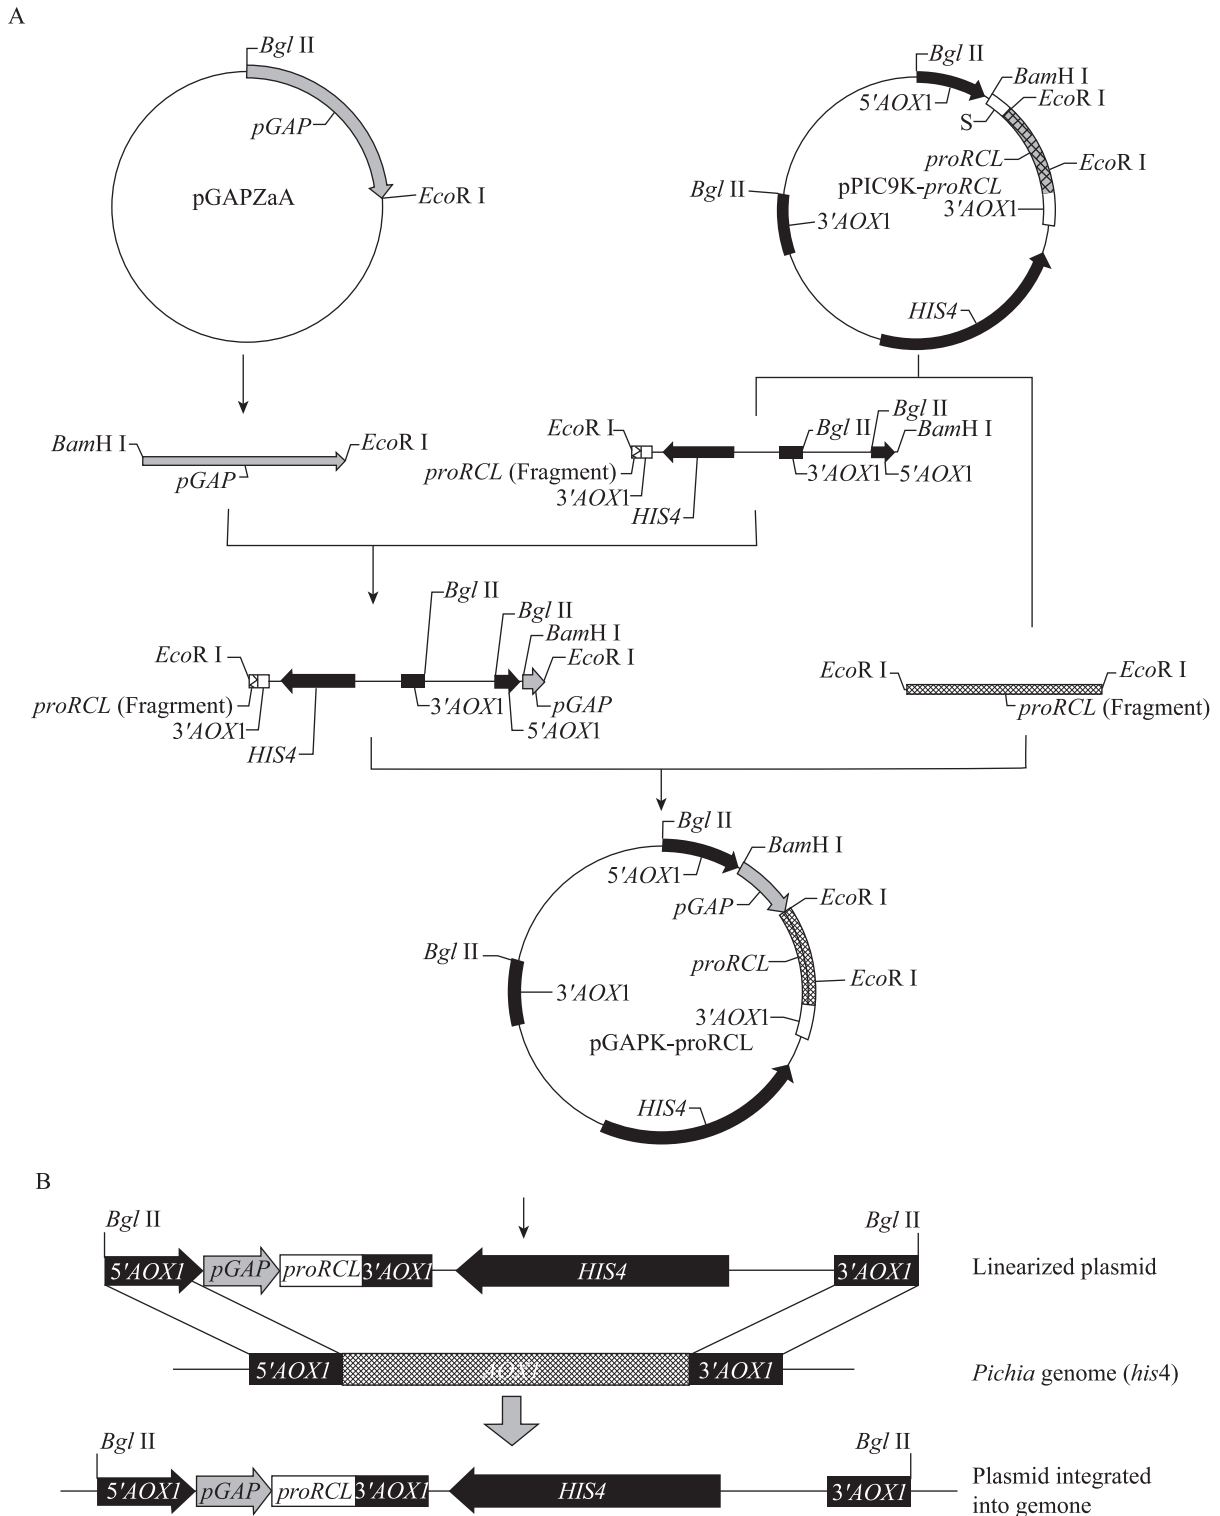 A
Bgl II
pGAP
pGAPZaA
EcoR I
Bgl II
BamH I
5'AOX1
EcoR I
S
proRCL
EcoR I
pPIC9K-proRCL
Bgl II
3'AOX1
3'AOX1
HIS4
BamH I
EcoR I
pGAP
EcoR I
Bgl II
Bgl II
BamH I
proRCL (Fragment)
3'AOX1
5'AOX1
3'AOX1
HIS4
Bgl II
Bgl II
BamH I
EcoR I
EcoR I
proRCL (Fragrment)
3'AOX1
pGAP
3'AOX1
5'AOX1
HIS4
EcoR I
EcoR I
proRCL (Fragment)
Bgl II
BamH I
5'AOX1
pGAP
EcoR I
Bgl II
proRCL
EcoR I
3'AOX1
3'AOX1
pGAPK-proRCL
HIS4
B
Bgl II
Bgl II
5'AOX1 pGAP proRCL 3'AOX1 HIS4 3'AOX1
Linearized plasmid
5'AOX1 AOX1 3'AOX1
Pichia genome (his4)
Bgl II
Bgl II
5'AOX1 pGAP proRCL 3'AOX1 HIS4 3'AOX1
Plasmid integrated
into gemone